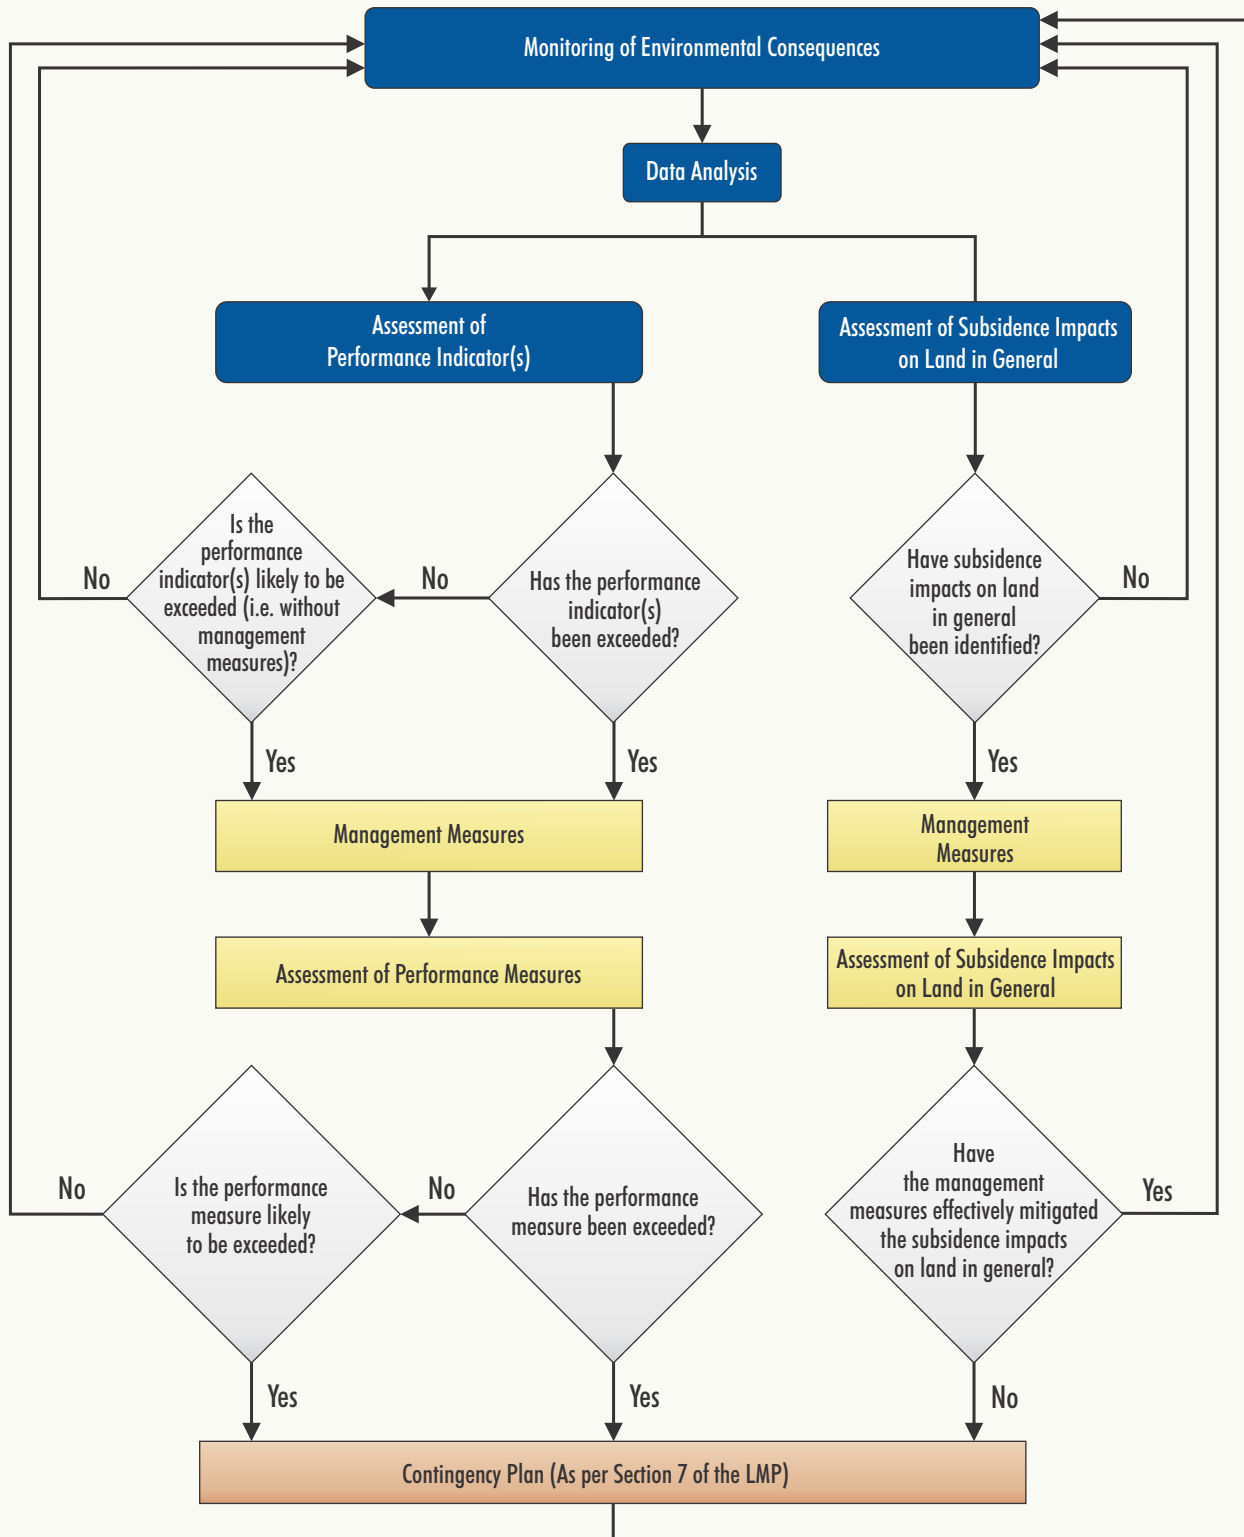 Monitoring of Environmental Consequences
Data Analysis
Assessment of
Performance Indicator(s)
Assessment of Subsidence Impacts
on Land in General
Is the
performance
indicator(s) likely to be
exceeded (i.e. without
management
measures)?
No
No
Has the performance
indicator(s)
been exceeded?
Have subsidence
impacts on land
in general
been identified?
No
Yes
Yes
Yes
Management Measures
Management
Measures
Assessment of Performance Measures
Assessment of Subsidence Impacts
on Land in General
No
Is the performance
measure likely
to be exceeded?
No
Has the performance
measure been exceeded?
Have
the management
measures effectively mitigated
the subsidence impacts
on land in general?
Yes
Yes
Yes
No
Contingency Plan (As per Section 7 of the LMP)